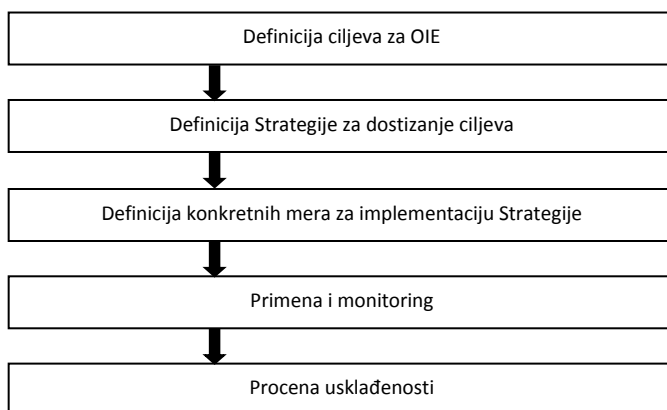 Definicija ciljeva za OIE
Definicija Strategije za dostizanje ciljeva
Definicija konkretnih mera za implementaciju Strategije
Primena i monitoring
Procena usklađenosti